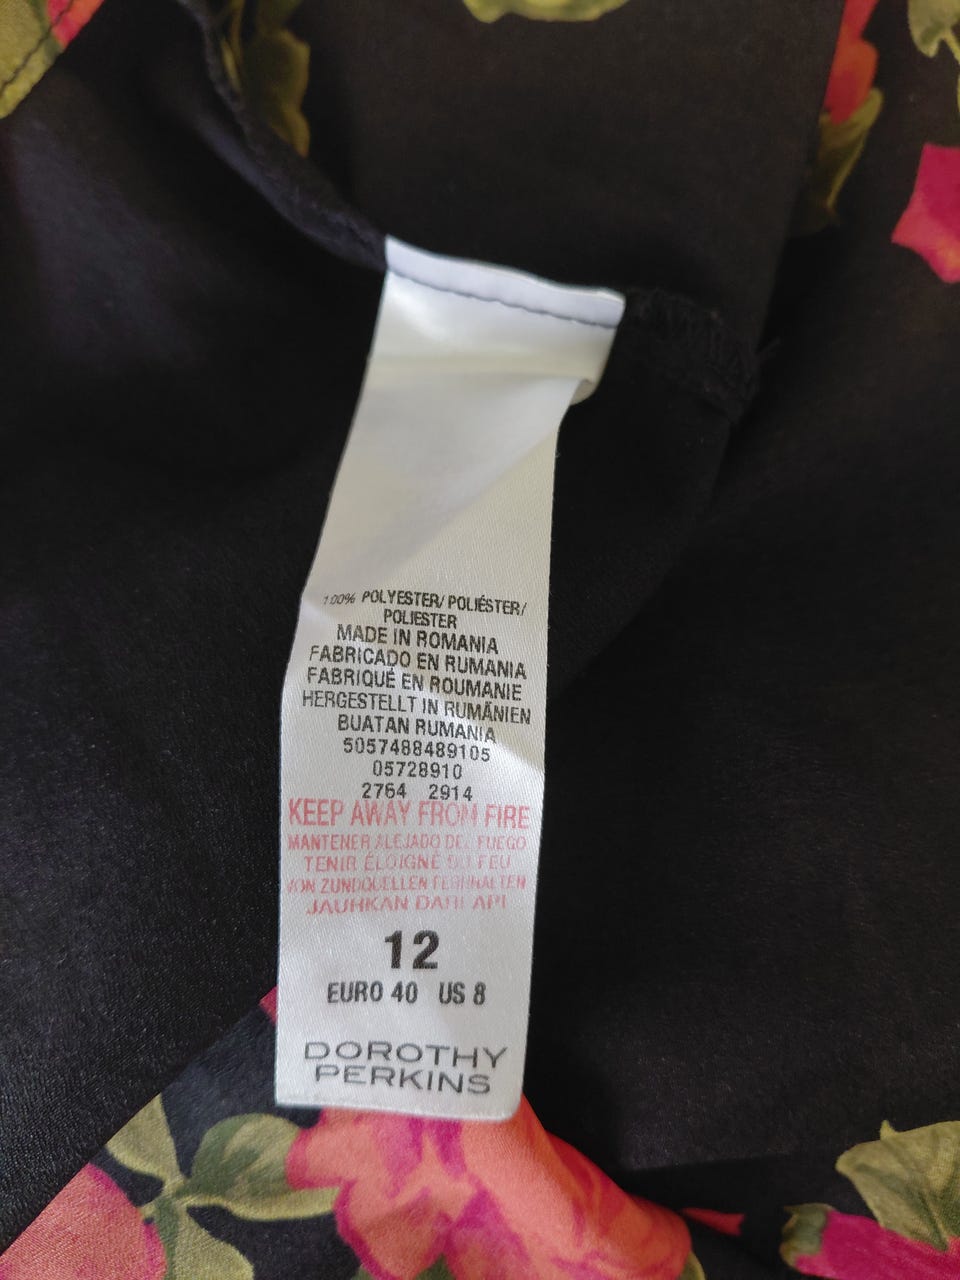 100% POLYESTER/ POLIÉSTER/
POLIESTER
MADE IN ROMANIA
FABRICADO EN RUMANIA
FABRIQUÉ EN ROUMANIE
HERGESTELLT IN RUMÄNIEN
BUATAN RUMANIA
5057488489105
05728910
2764 2914
KEEP AWAY FROM FIRE
MANTENER ALEJADO DEL FUEGO
TENIR ÉLOIGNÉ DU FEU
VON ZUNDQUELLEN FERNHALTEN
JAUHKAN DARI API
12
EURO 40 US 8
DOROTHY
PERKINS